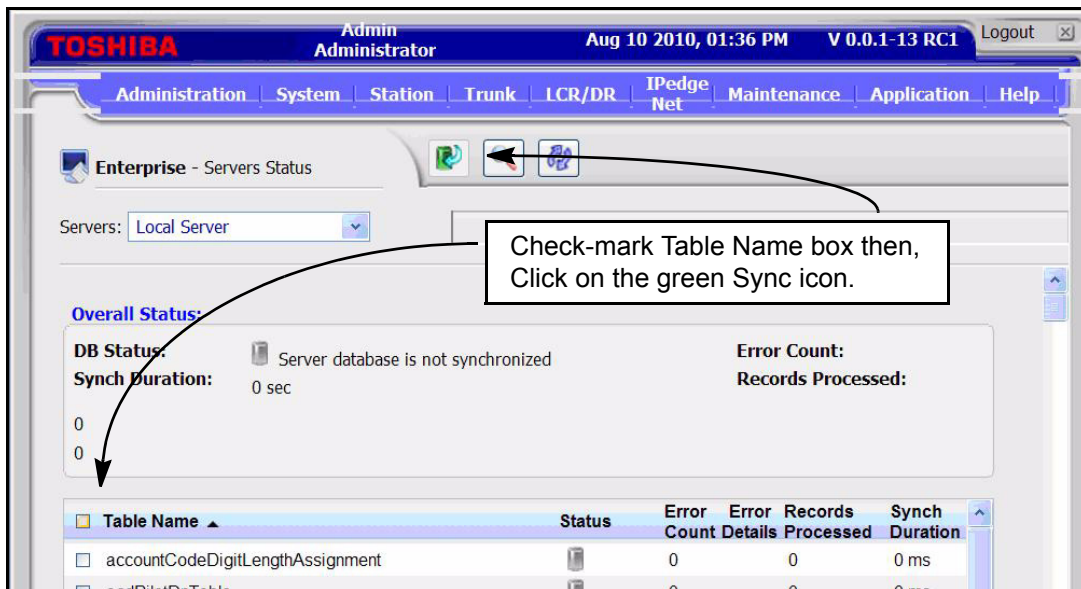 TOSHIBA
Admin
Administrator
Aug 10 2010, 01:36 PM
V 0.0.1-13 RC1
Logout
Administration
System
Station
Trunk
LCR/DR
IPedge
Net
Maintenance
Application
Help
Enterprise - Servers Status
Servers: Local Server
Check-mark Table Name box then,
Click on the green Sync icon.
Overall Status:
DB Status: Server database is not synchronized
Error Count:
Synch Duration: 0 sec
Records Processed:
0
0
Table Name Status Error Count Error Details Records Processed Synch Duration
accountCodeDigitLengthAssignment 0 0 0 ms